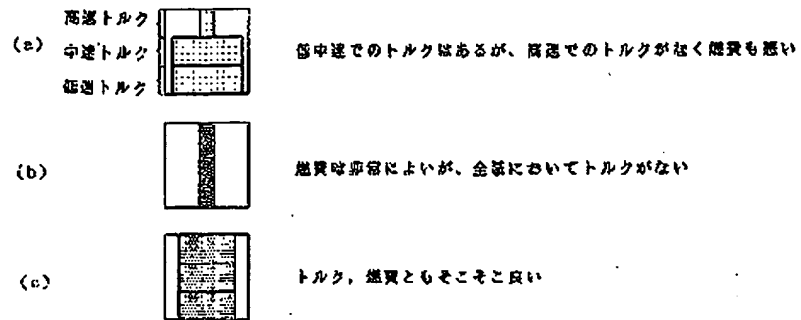 高速トルク
(a) 中速トルク 低中速でのトルクはあるが、高速でのトルクがなく燃費も悪い
低速トルク
(b) 燃費は非常によいが、全域においてトルクがない
(c) トルク，燃費ともそこそこ良い